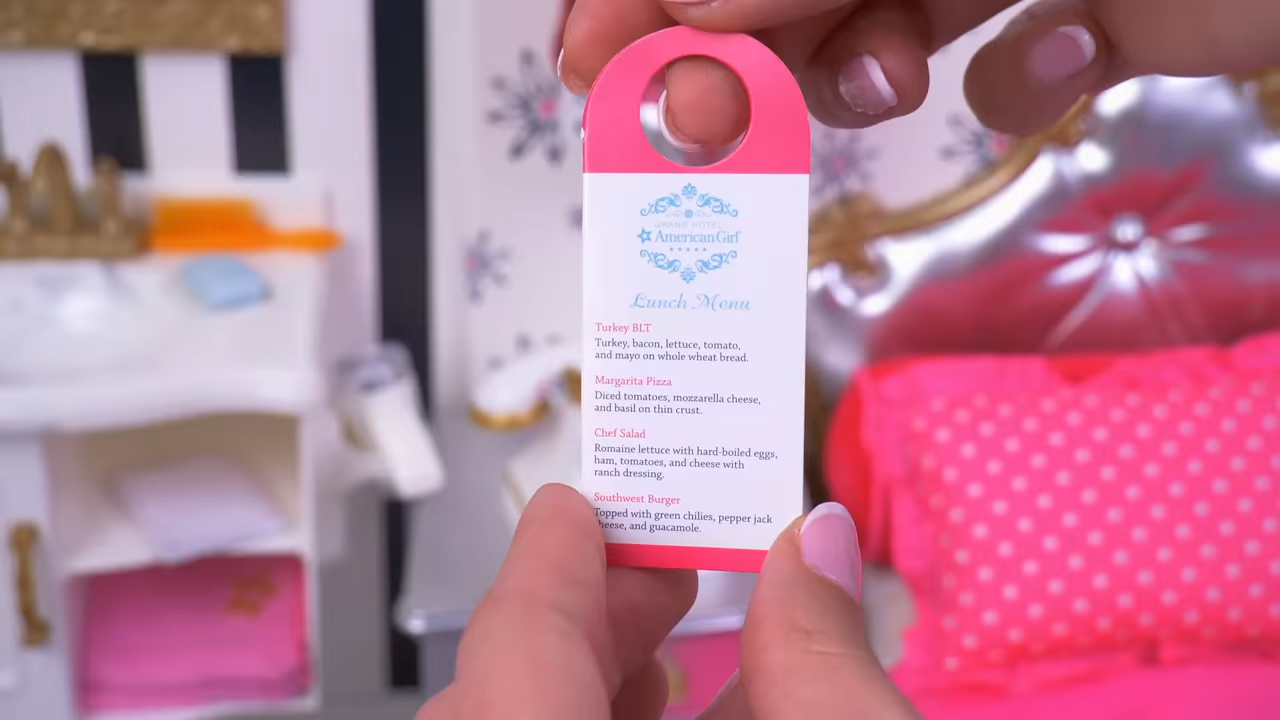 GRAND HOTEL
American Girl
Lunch Menu
Turkey BLT
Turkey, bacon, lettuce, tomato,
and mayo on whole wheat bread.
Margarita Pizza
Diced tomatoes, mozzarella cheese,
and basil on thin crust.
Chef Salad
Romaine lettuce with hard-boiled eggs,
ham, tomatoes, and cheese with
ranch dressing.
Southwest Burger
Topped with green chilies, pepper jack
cheese, and guacamole.